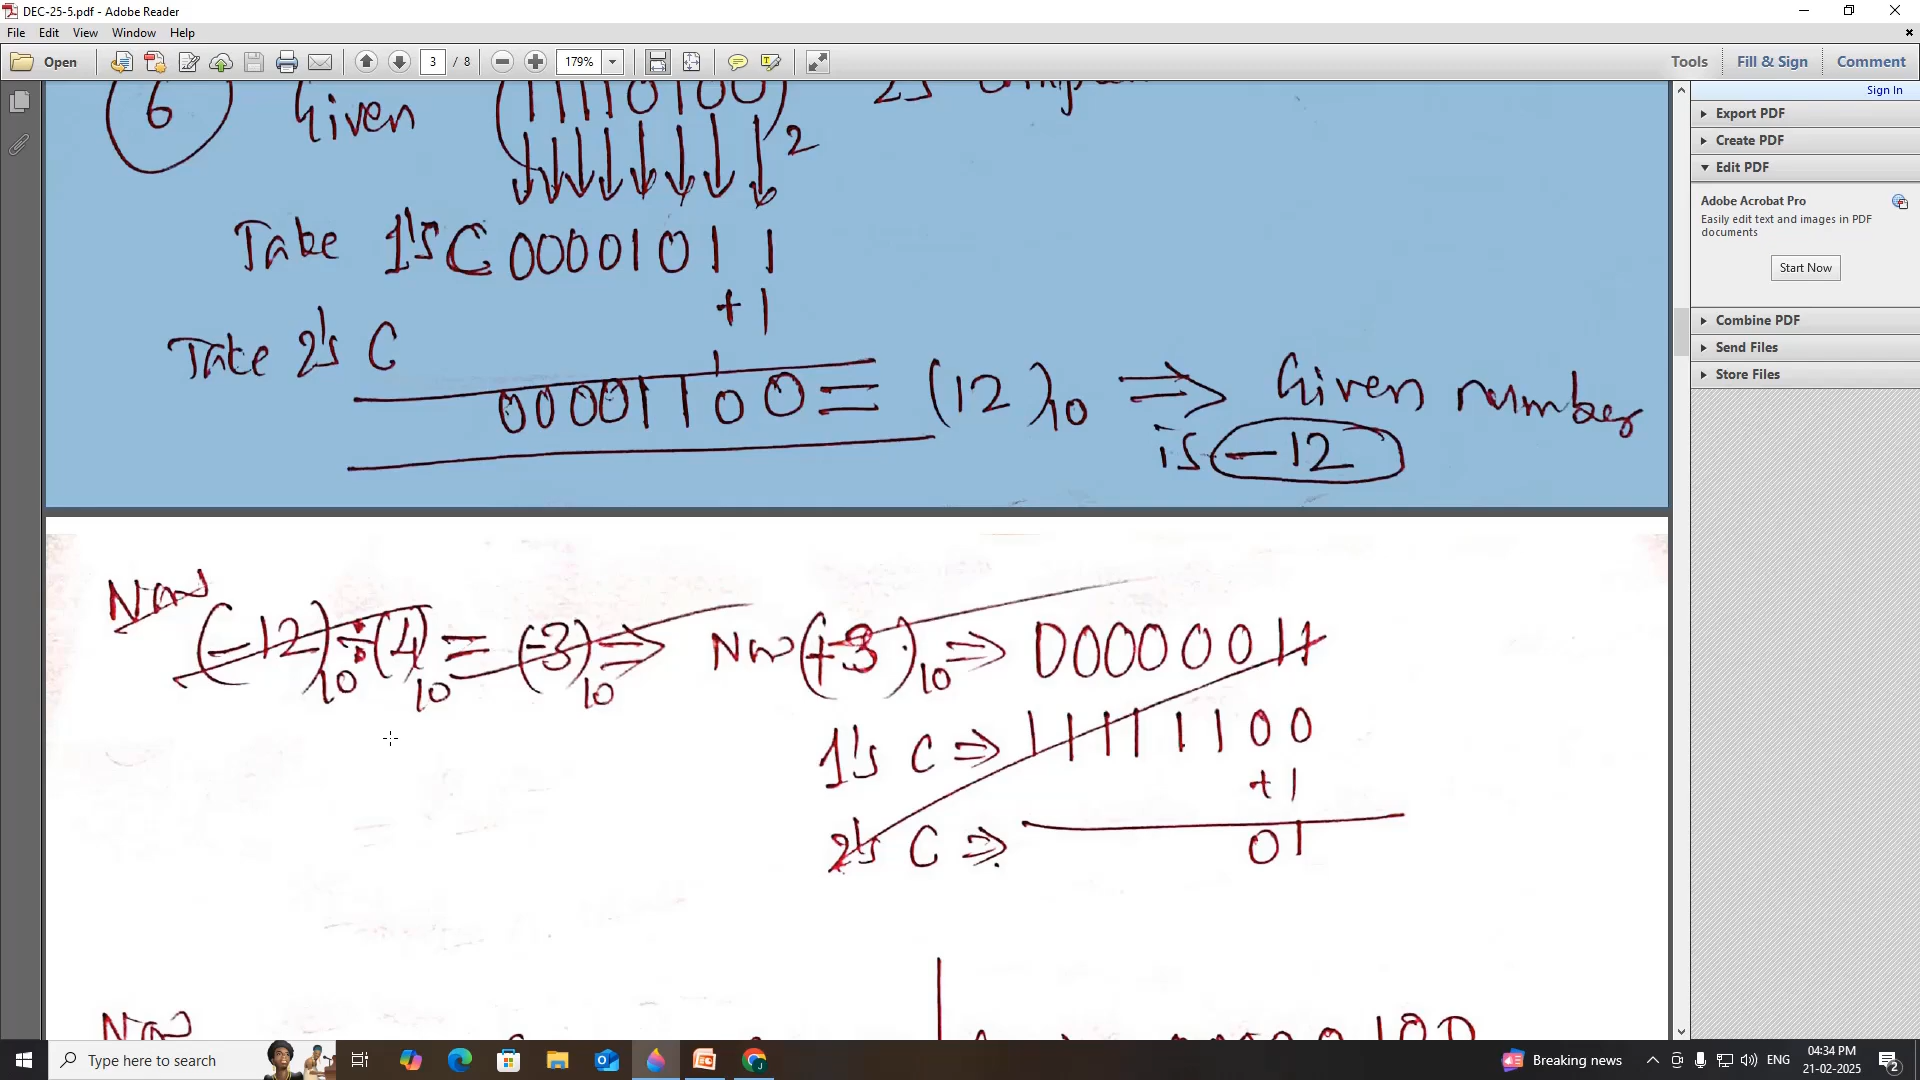 DEC-25-5.pdf - Adobe Reader
File Edit View Window Help
Open 3 / 8 179% Tools Fill & Sign Comment
Sign In
Export PDF
Create PDF
Edit PDF
Adobe Acrobat Pro
Easily edit text and images in PDF
documents
Start Now
Combine PDF
Send Files
Store Files
6 Given (11110100)2 2's
Take 1's C 00001011
+1
Take 2's C
1
00001100 = (12)10 ⇒ Given number
is -12
Now
(-12)10 ÷ (4)10 = (-3)10 ⇒ Now (+3)10 ⇒ 00000011
1's C ⇒ 11111100
+1
2's C ⇒ 01
Now
Type here to search
Breaking news
ENG
04:34 PM
21-02-2025
2